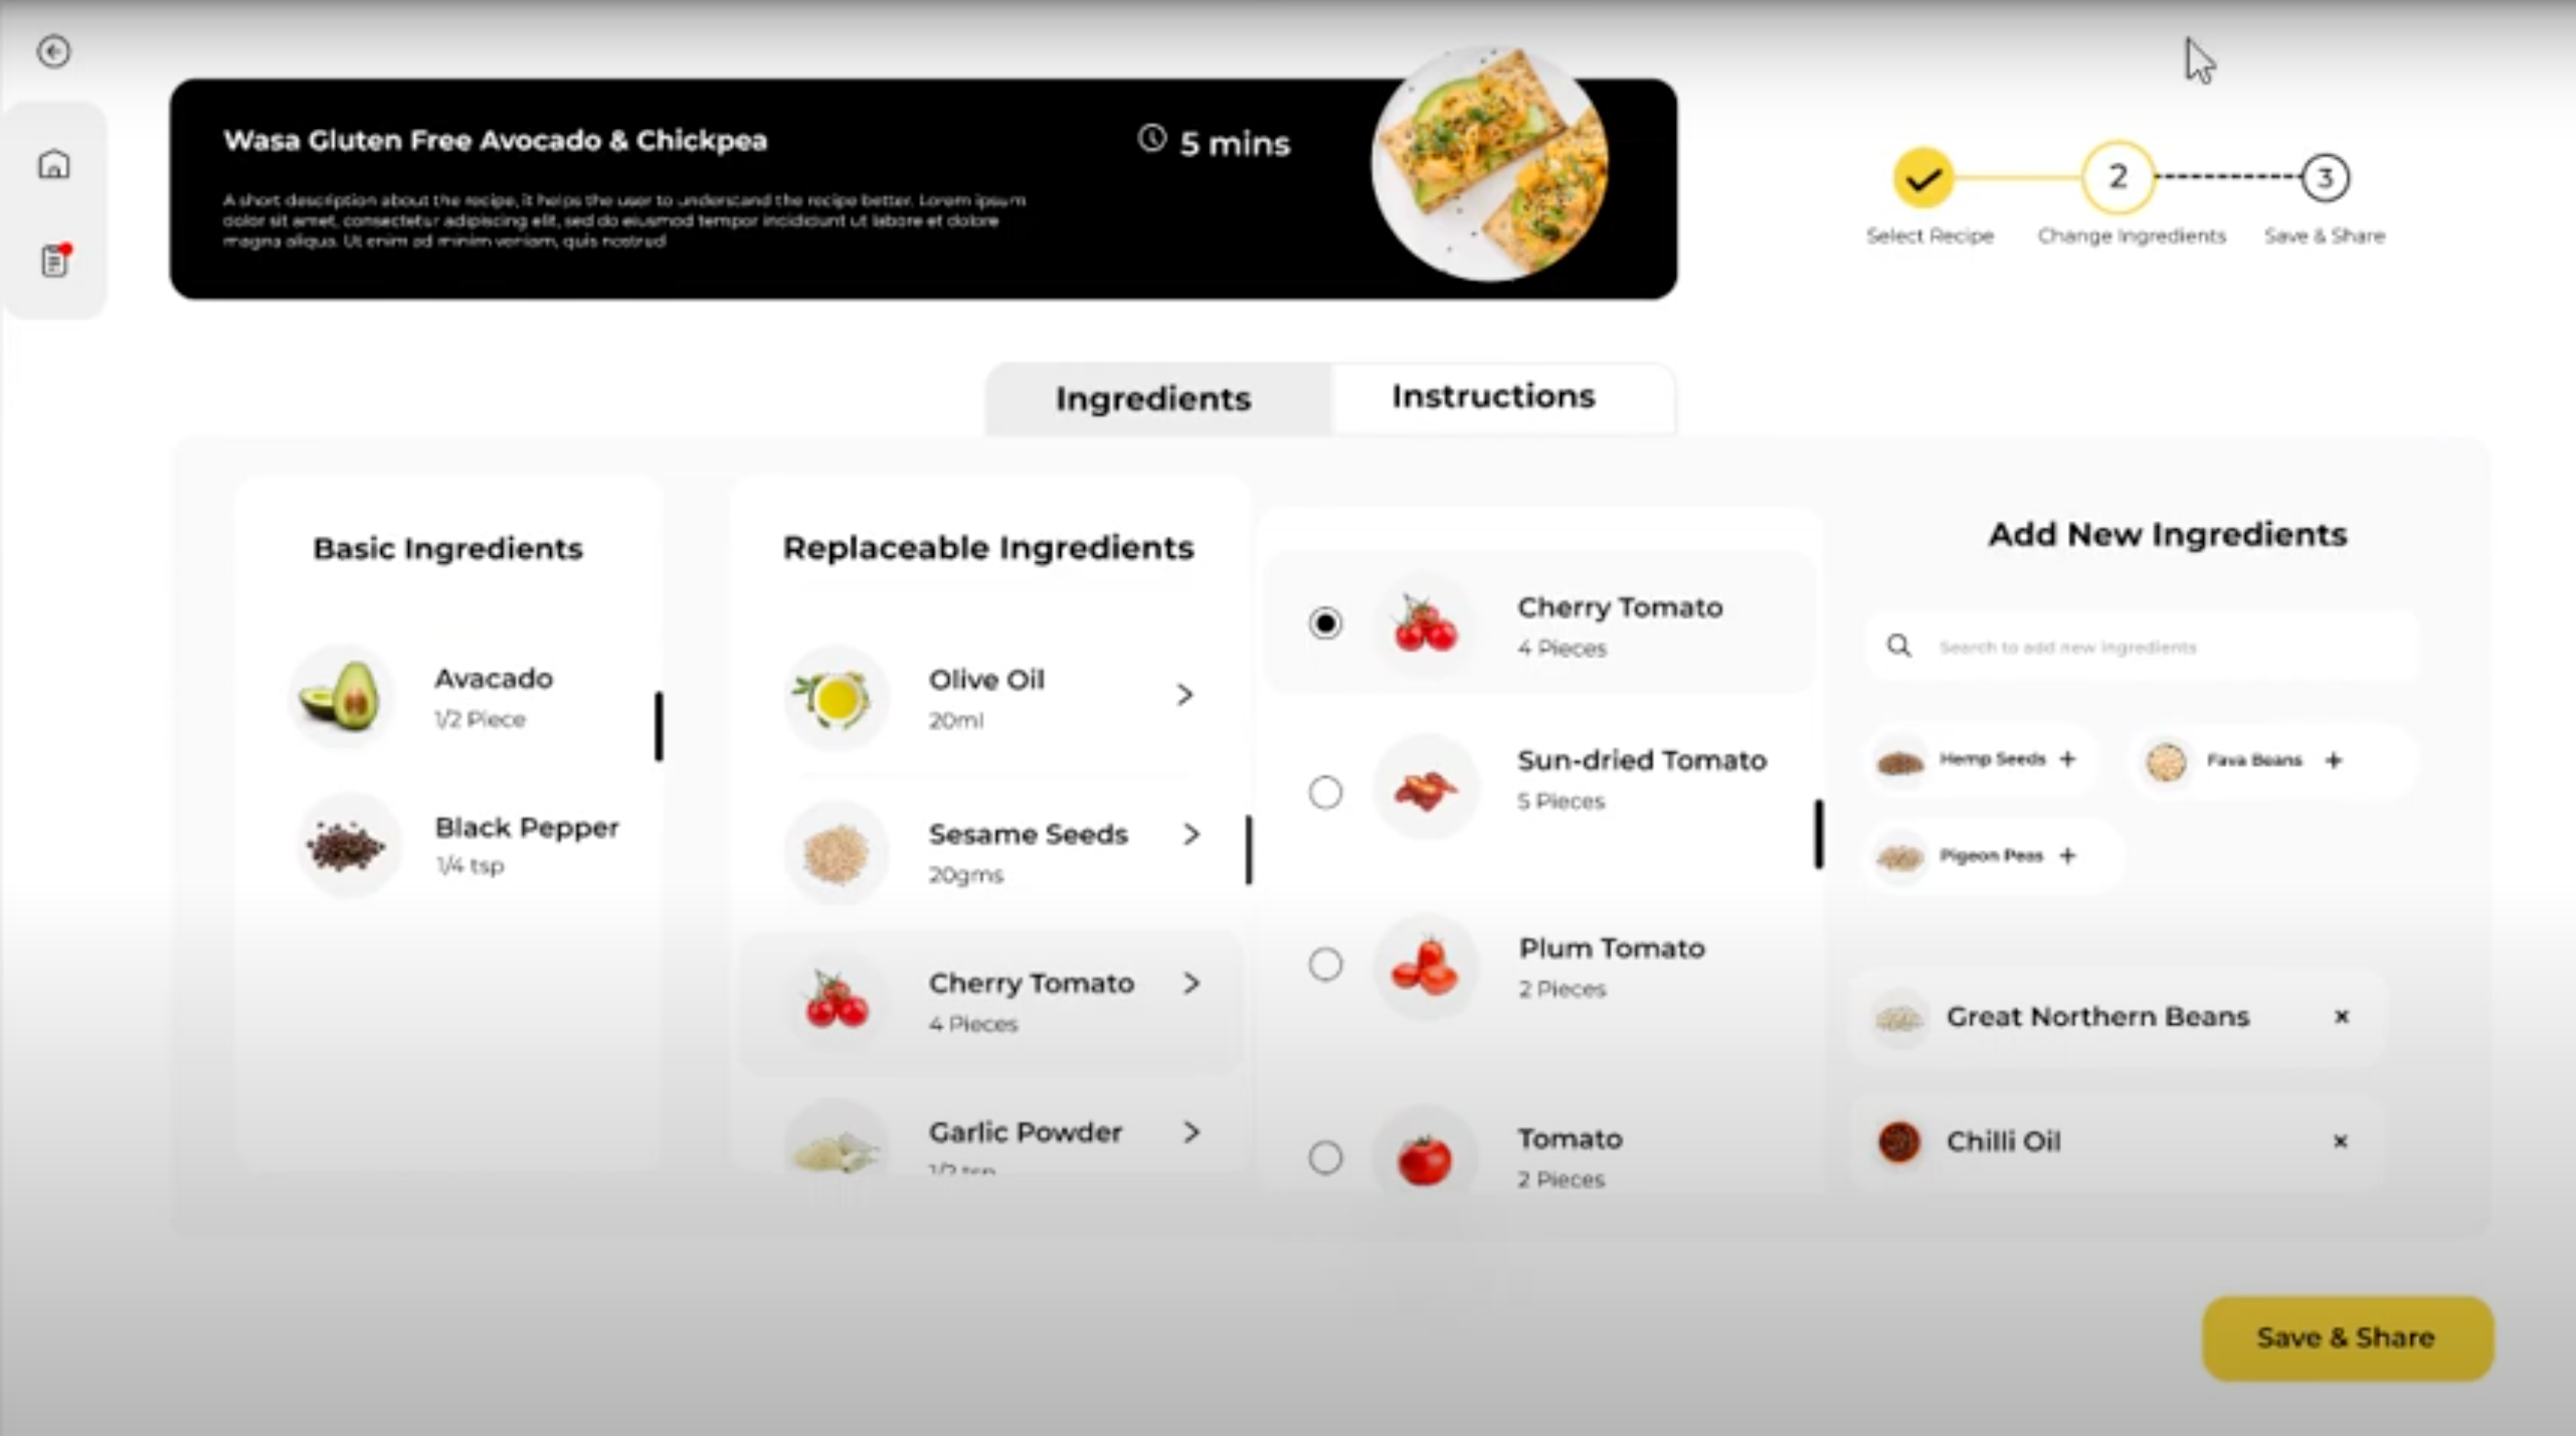 Wasa Gluten Free Avocado & Chickpea
5 mins
A short description about the recipe, it helps the user to understand the recipe better. Lorem ipsum
dolor sit amet, consectetur adipiscing elit, sed do eiusmod tempor incididunt ut labore et dolore
magna aliqua. Ut enim ad minim veniam, quis nostrud
2
3
Select Recipe
Change Ingredients
Save & Share
Ingredients
Instructions
Basic Ingredients
Avacado
1/2 Piece
Black Pepper
1/4 tsp
Replaceable Ingredients
Olive Oil
20ml
Sesame Seeds
20gms
Cherry Tomato
4 Pieces
Garlic Powder
1/2 tsp
Cherry Tomato
4 Pieces
Sun-dried Tomato
5 Pieces
Plum Tomato
2 Pieces
Tomato
2 Pieces
Add New Ingredients
Search to add new ingredients
Hemp Seeds +
Fava Beans +
Pigeon Peas +
Great Northern Beans
Chilli Oil
Save & Share